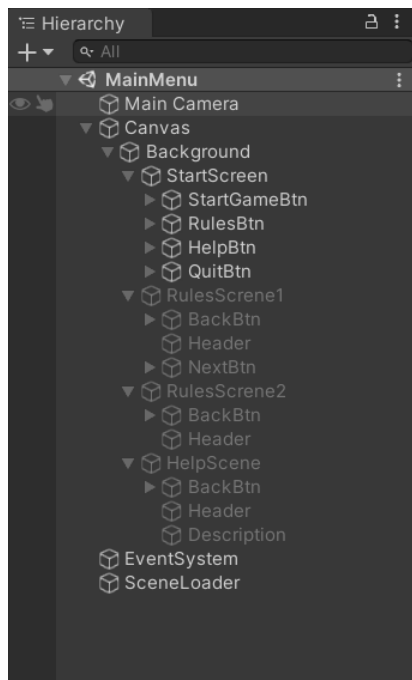 Hierarchy
All
MainMenu
Main Camera
Canvas
Background
StartScreen
StartGameBtn
RulesBtn
HelpBtn
QuitBtn
RulesScrene1
BackBtn
Header
NextBtn
RulesScrene2
BackBtn
Header
HelpScene
BackBtn
Header
Description
EventSystem
SceneLoader